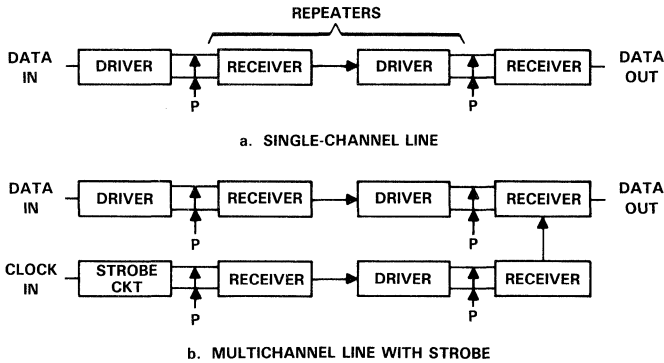 REPEATERS
DATA IN
DRIVER
RECEIVER
DRIVER
RECEIVER
DATA OUT
P
P
a. SINGLE-CHANNEL LINE
DATA IN
DRIVER
RECEIVER
DRIVER
RECEIVER
DATA OUT
P
P
CLOCK IN
STROBE CKT
RECEIVER
DRIVER
RECEIVER
P
P
b. MULTICHANNEL LINE WITH STROBE